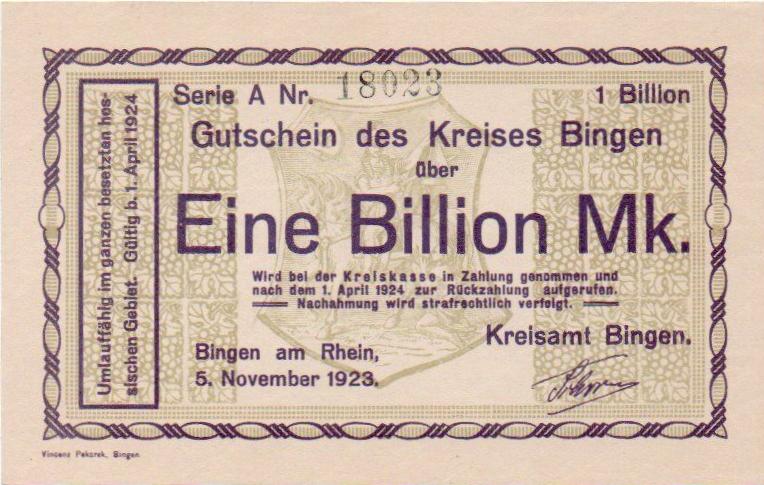 Serie A Nr. 18023 1 Billion
Gutschein des Kreises Bingen
über
Eine Billion Mk.
Wird bei der Kreiskasse in Zahlung genommen und
nach dem 1. April 1924 zur Rückzahlung aufgerufen.
Nachahmung wird strafrechtlich verfolgt.
Kreisamt Bingen.
Bingen am Rhein,
5. November 1923.
Umlauffähig im ganzen besetzten hes-
sischen Gebiet. Gültig b. 1. April 1924
Vincenz Pekarek, Bingen